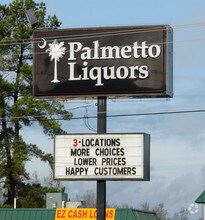 Palmetto
Liquors
3-LOCATIONS
MORE CHOICES
LOWER PRICES
HAPPY CUSTOMERS
EZ CASH LOANS